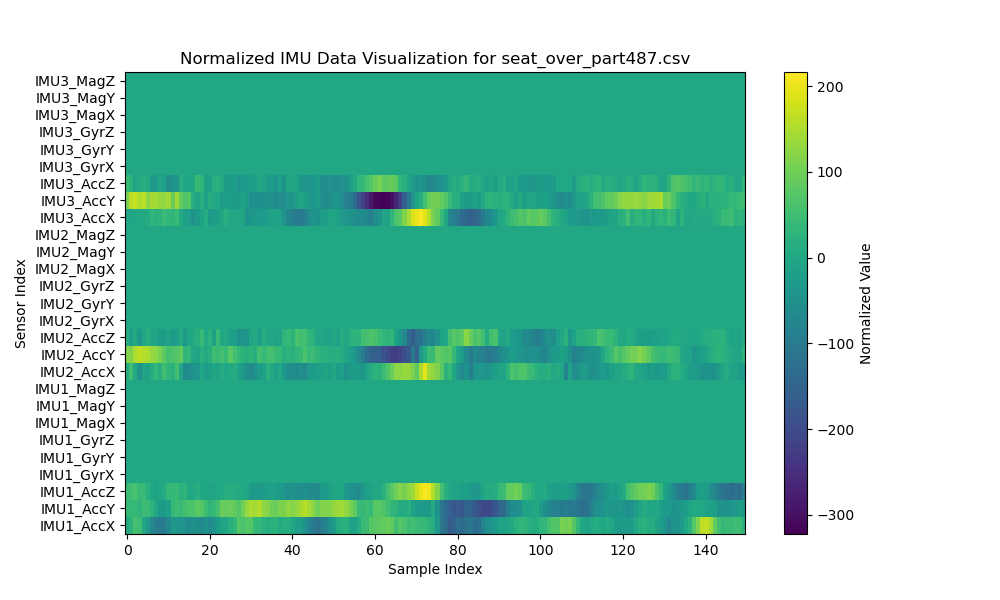 Normalized IMU Data Visualization for seat_over_part487.csv
IMU3_MagZ
IMU3_MagY
IMU3_MagX
IMU3_GyrZ
IMU3_GyrY
IMU3_GyrX
IMU3_AccZ
IMU3_AccY
IMU3_AccX
IMU2_MagZ
IMU2_MagY
IMU2_MagX
IMU2_GyrZ
IMU2_GyrY
IMU2_GyrX
IMU2_AccZ
IMU2_AccY
IMU2_AccX
IMU1_MagZ
IMU1_MagY
IMU1_MagX
IMU1_GyrZ
IMU1_GyrY
IMU1_GyrX
IMU1_AccZ
IMU1_AccY
IMU1_AccX
Sensor Index
0 20 40 60 80 100 120 140
Sample Index
200
100
0
−100
−200
−300
Normalized Value